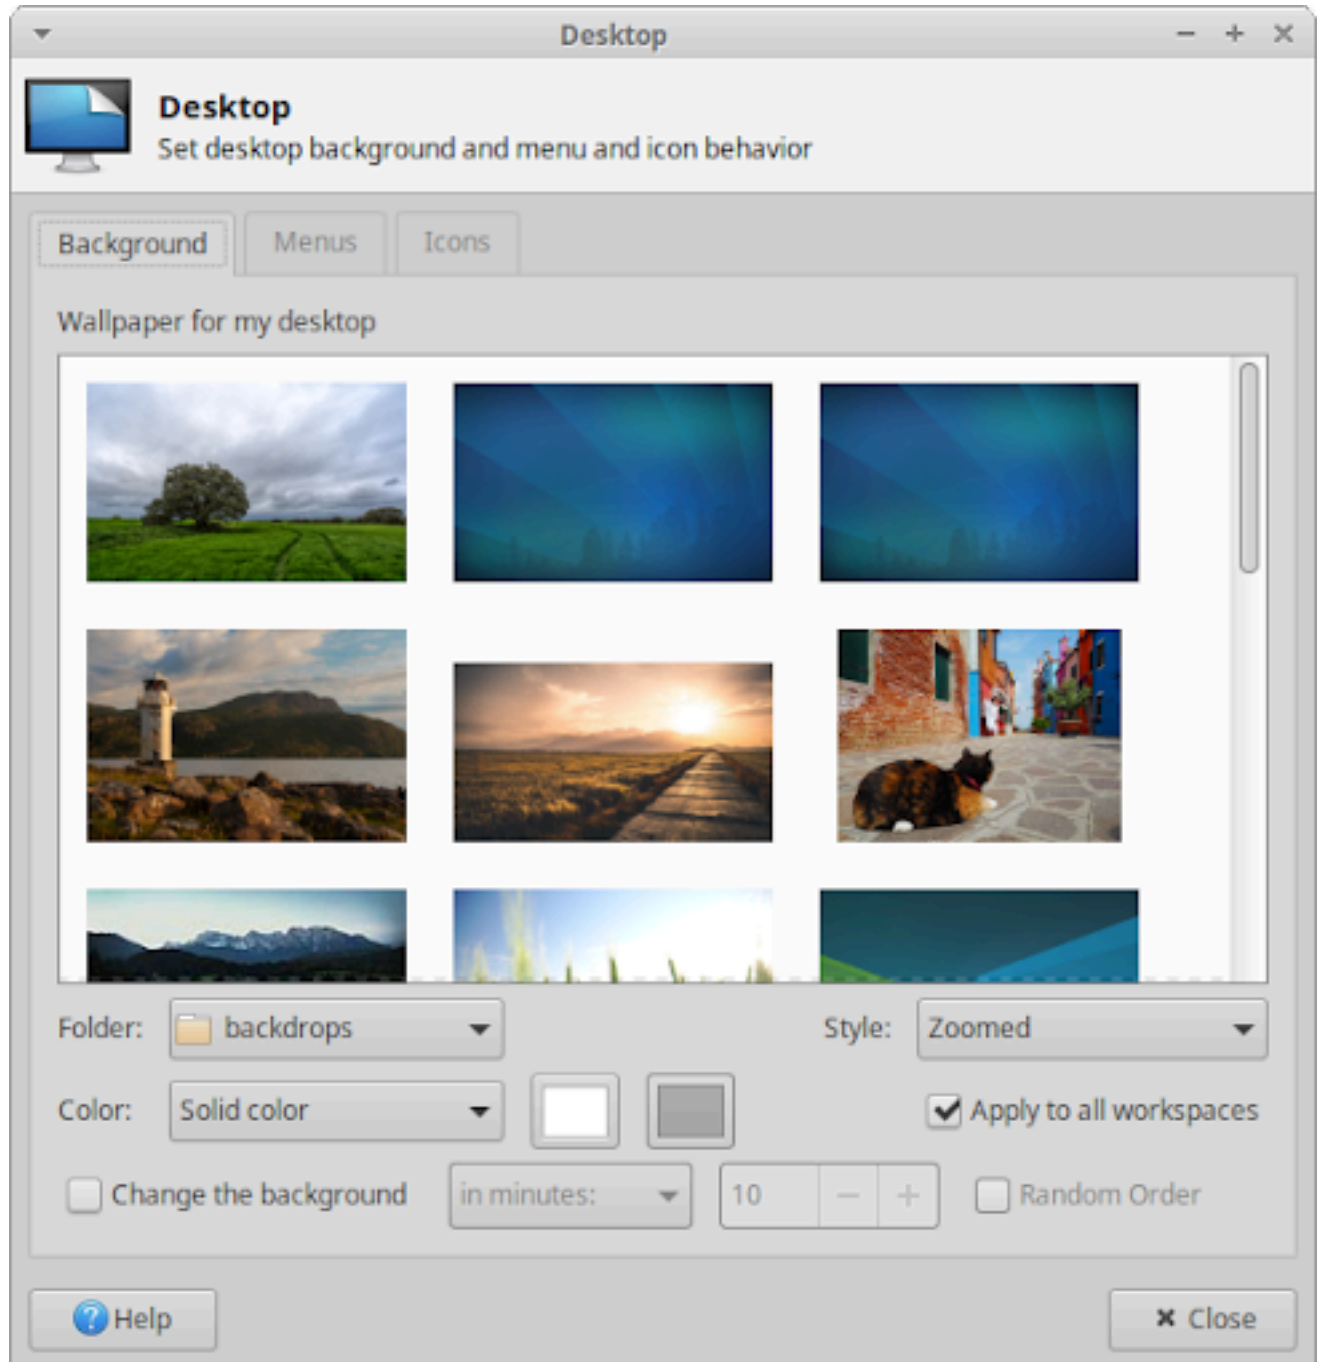 Desktop
Desktop
Set desktop background and menu and icon behavior
Background Menus Icons
Wallpaper for my desktop
Folder: backdrops Style: Zoomed
Color: Solid color Apply to all workspaces
Change the background in minutes: 10 Random Order
Help Close